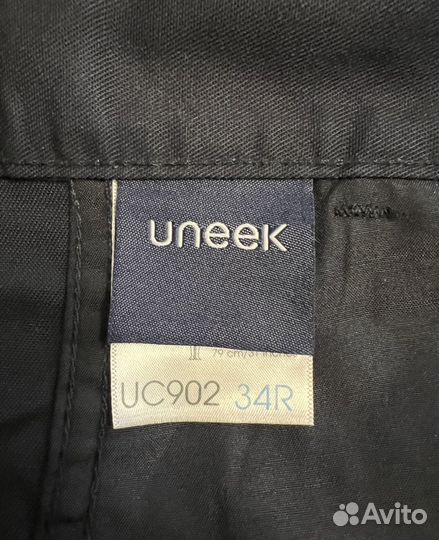 uneek
79 cm/31 inches
UC902 34R
Avito